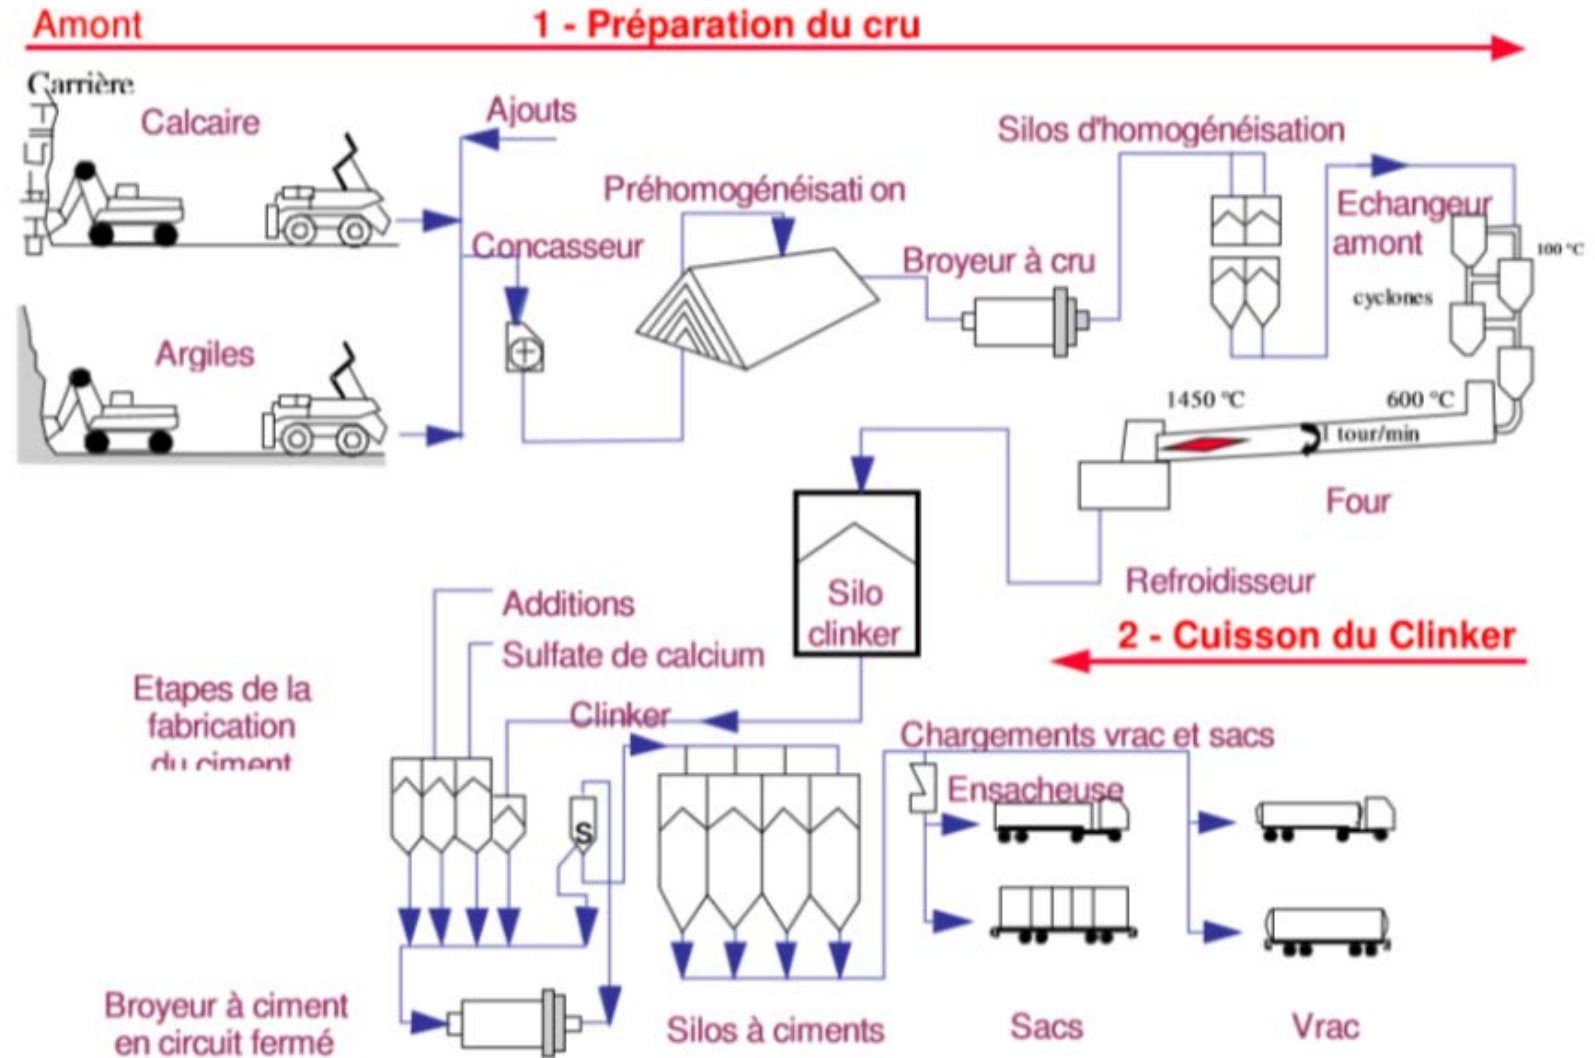 Amont
1 - Préparation du cru
Carrière
Calcaire
Ajouts
Silos d'homogénéisation
Préhomogénéisati on
Echangeur
amont
100 °C
Concasseur
Broyeur à cru
cyclones
Argiles
1450 °C
600 °C
1 tour/min
Four
Silo
clinker
Refroidisseur
Additions
2 - Cuisson du Clinker
Sulfate de calcium
Etapes de la
fabrication
du ciment
Clinker
Chargements vrac et sacs
Ensacheuse
S
Broyeur à ciment
en circuit fermé
Silos à ciments
Sacs
Vrac